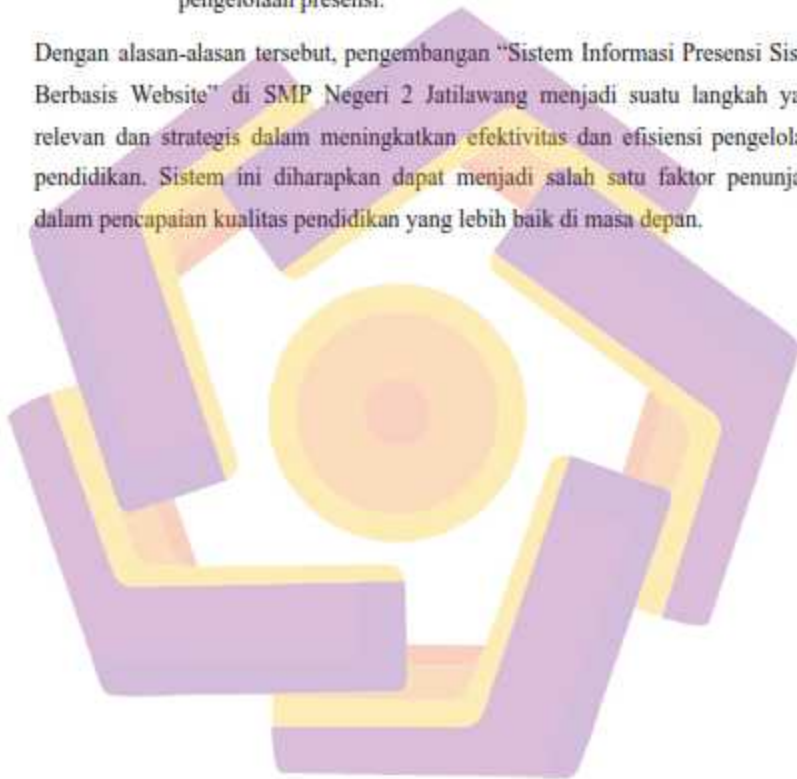 pengelolaan presensi.
Dengan alasan-alasan tersebut, pengembangan “Sistem Informasi Presensi Sis
Berbasis Website” di SMP Negeri 2 Jatilawang menjadi suatu langkah ya
relevan dan strategis dalam meningkatkan efektivitas dan efisiensi pengelola
pendidikan. Sistem ini diharapkan dapat menjadi salah satu faktor penunja
dalam pencapaian kualitas pendidikan yang lebih baik di masa depan.